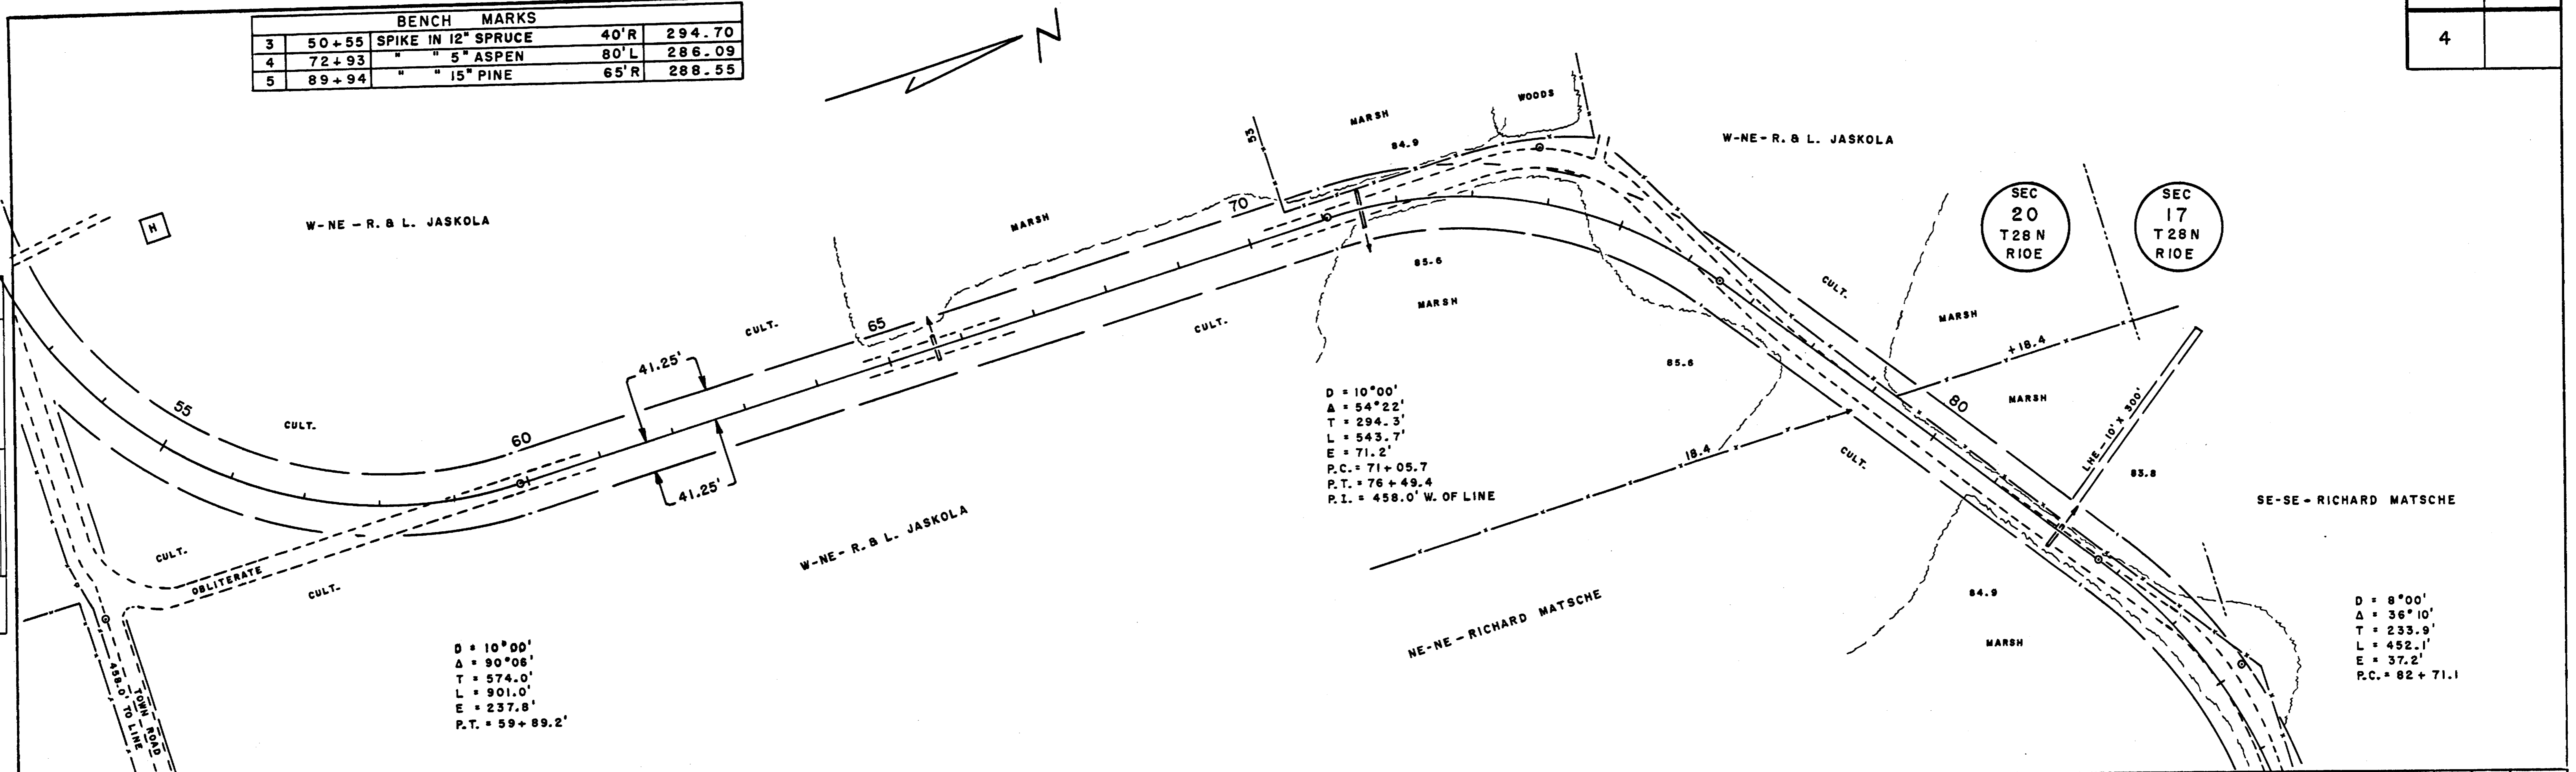 BENCH MARKS
3 50+55 SPIKE IN 12" SPRUCE 40'R 294.70
4 72+93 " " 5" ASPEN 80'L 286.09
5 89+94 " " 15" PINE 65'R 288.55
N
4
H
W-NE-R. & L. JASKOLA
MARSH
53
MARSH
84.9
WOODS
W-NE-R. & L. JASKOLA
SEC
20
T28N
R10E
SEC
17
T28N
R10E
55
CULT.
60
41.25'
41.25'
CULT.
65
70
CULT.
85.6
MARSH
85.6
CULT.
MARSH
+18.4
80
MARSH
LHE-10' X 300'
83.8
SE-SE-RICHARD MATSCHE
18.4
CULT.
D = 10°00'
Δ = 54°22'
T = 294.3'
L = 543.7'
E = 71.2'
P.C. = 71+05.7
P.T. = 76+49.4
P.I. = 458.0' W. OF LINE
W-NE-R. & L. JASKOLA
NE-NE-RICHARD MATSCHE
CULT.
OBLITERATE
CULT.
TOWN ROAD
458.0' TO LINE
D = 10°00'
Δ = 90°06'
T = 574.0'
L = 901.0'
E = 237.8'
P.T. = 59+89.2'
84.9
MARSH
D = 8°00'
Δ = 36°10'
T = 233.9'
L = 452.1'
E = 37.2'
P.C. = 82+71.1